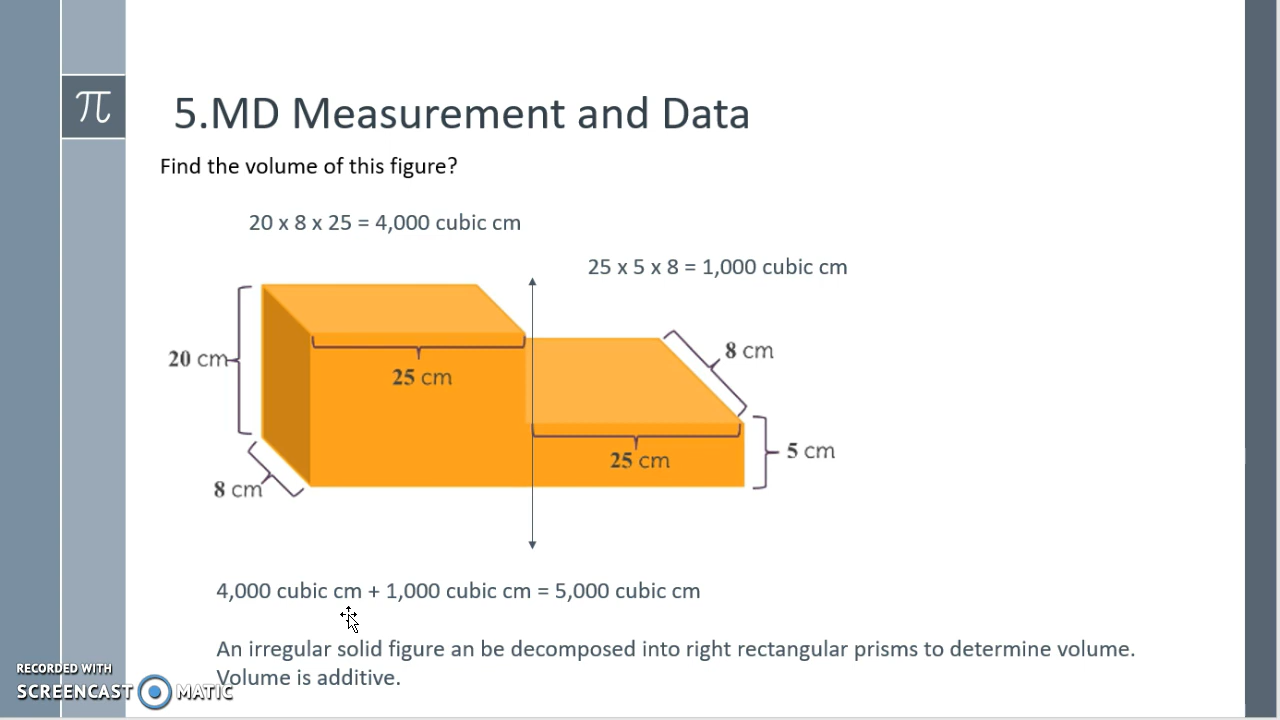 π
5.MD Measurement and Data
Find the volume of this figure?
20 x 8 x 25 = 4,000 cubic cm
25 x 5 x 8 = 1,000 cubic cm
20 cm
25 cm
8 cm
25 cm
5 cm
8 cm
4,000 cubic cm + 1,000 cubic cm = 5,000 cubic cm
An irregular solid figure an be decomposed into right rectangular prisms to determine volume.
Volume is additive.
RECORDED WITH
SCREENCAST MATIC